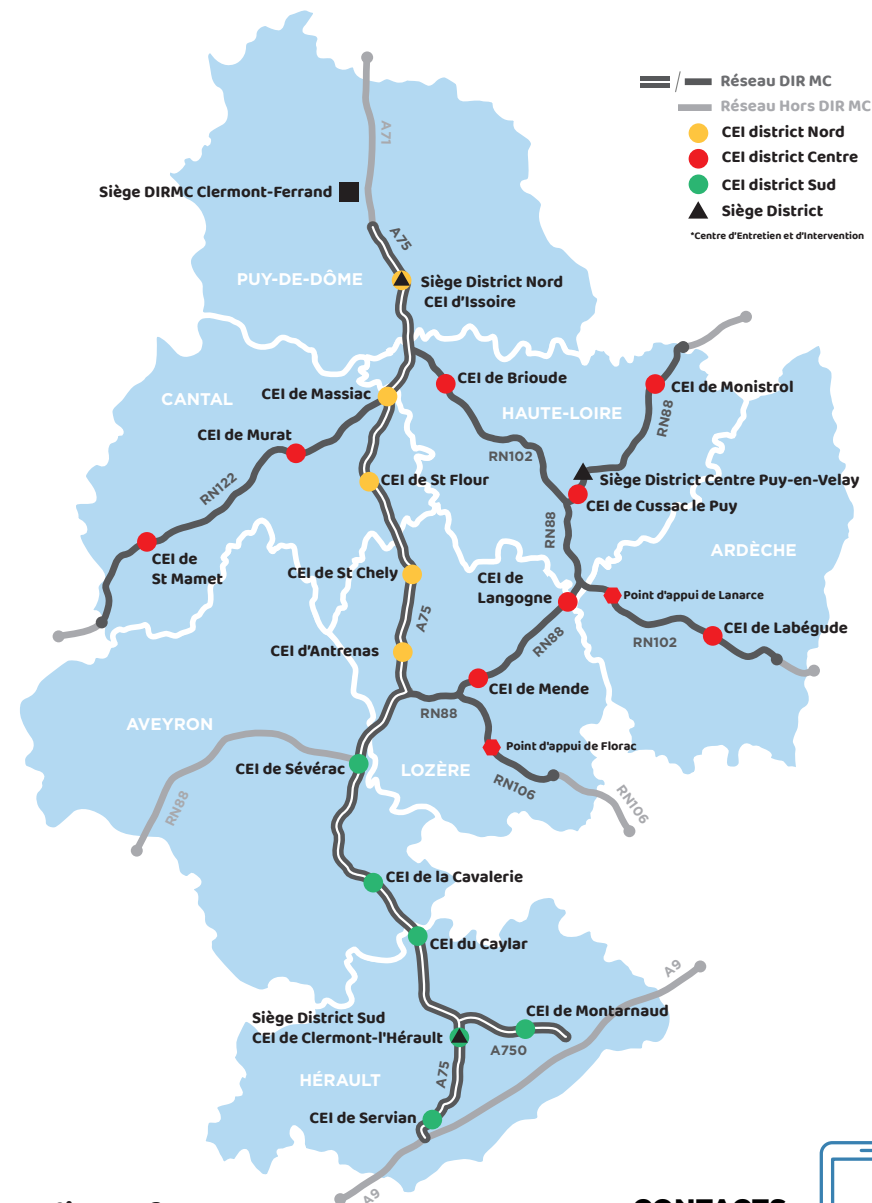 Réseau DIR MC
Réseau Hors DIR MC
CEI district Nord
CEI district Centre
CEI district Sud
Siège District
*Centre d'Entretien et d'Intervention
A71
Siège DIRMC Clermont-Ferrand
A75
PUY-DE-DÔME
Siège District Nord
CEI d'Issoire
CEI de Massiac
CANTAL
CEI de Brioude
CEI de Monistrol
HAUTE-LOIRE
CEI de Murat
RN88
RN102
RN122
CEI de St Flour
Siège District Centre Puy-en-Velay
CEI de Cussac le Puy
RN88
ARDÈCHE
CEI de
St Mamet
CEI de St Chely
CEI de
Langogne
Point d'appui de Lanarce
A75
CEI de Labégude
RN88
RN102
CEI d'Antrenas
CEI de Mende
RN88
AVEYRON
Point d'appui de Florac
CEI de Sévérac
LOZÈRE
RN106
RN106
RN88
CEI de la Cavalerie
CEI du Caylar
A9
Siège District Sud
CEI de Clermont-l'Hérault
CEI de Montarnaud
A750
A75
HÉRAULT
CEI de Servian
A9
CONTACTS